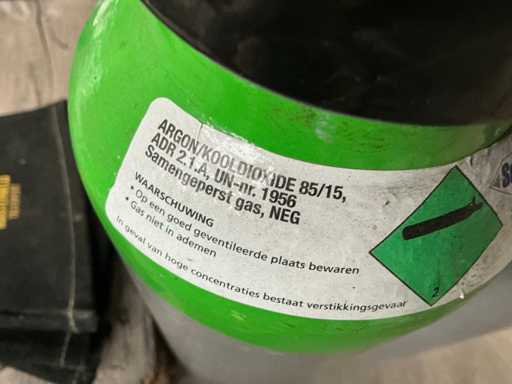 ARGON/KOOLDIOXIDE 85/15,
ADR 2.1.A, UN-nr. 1956
Samengeperst gas, NEG
WAARSCHUWING
• Op een goed geventileerde plaats bewaren
• Gas niet in ademen
In geval van hoge concentraties bestaat verstikkingsgevaar
2